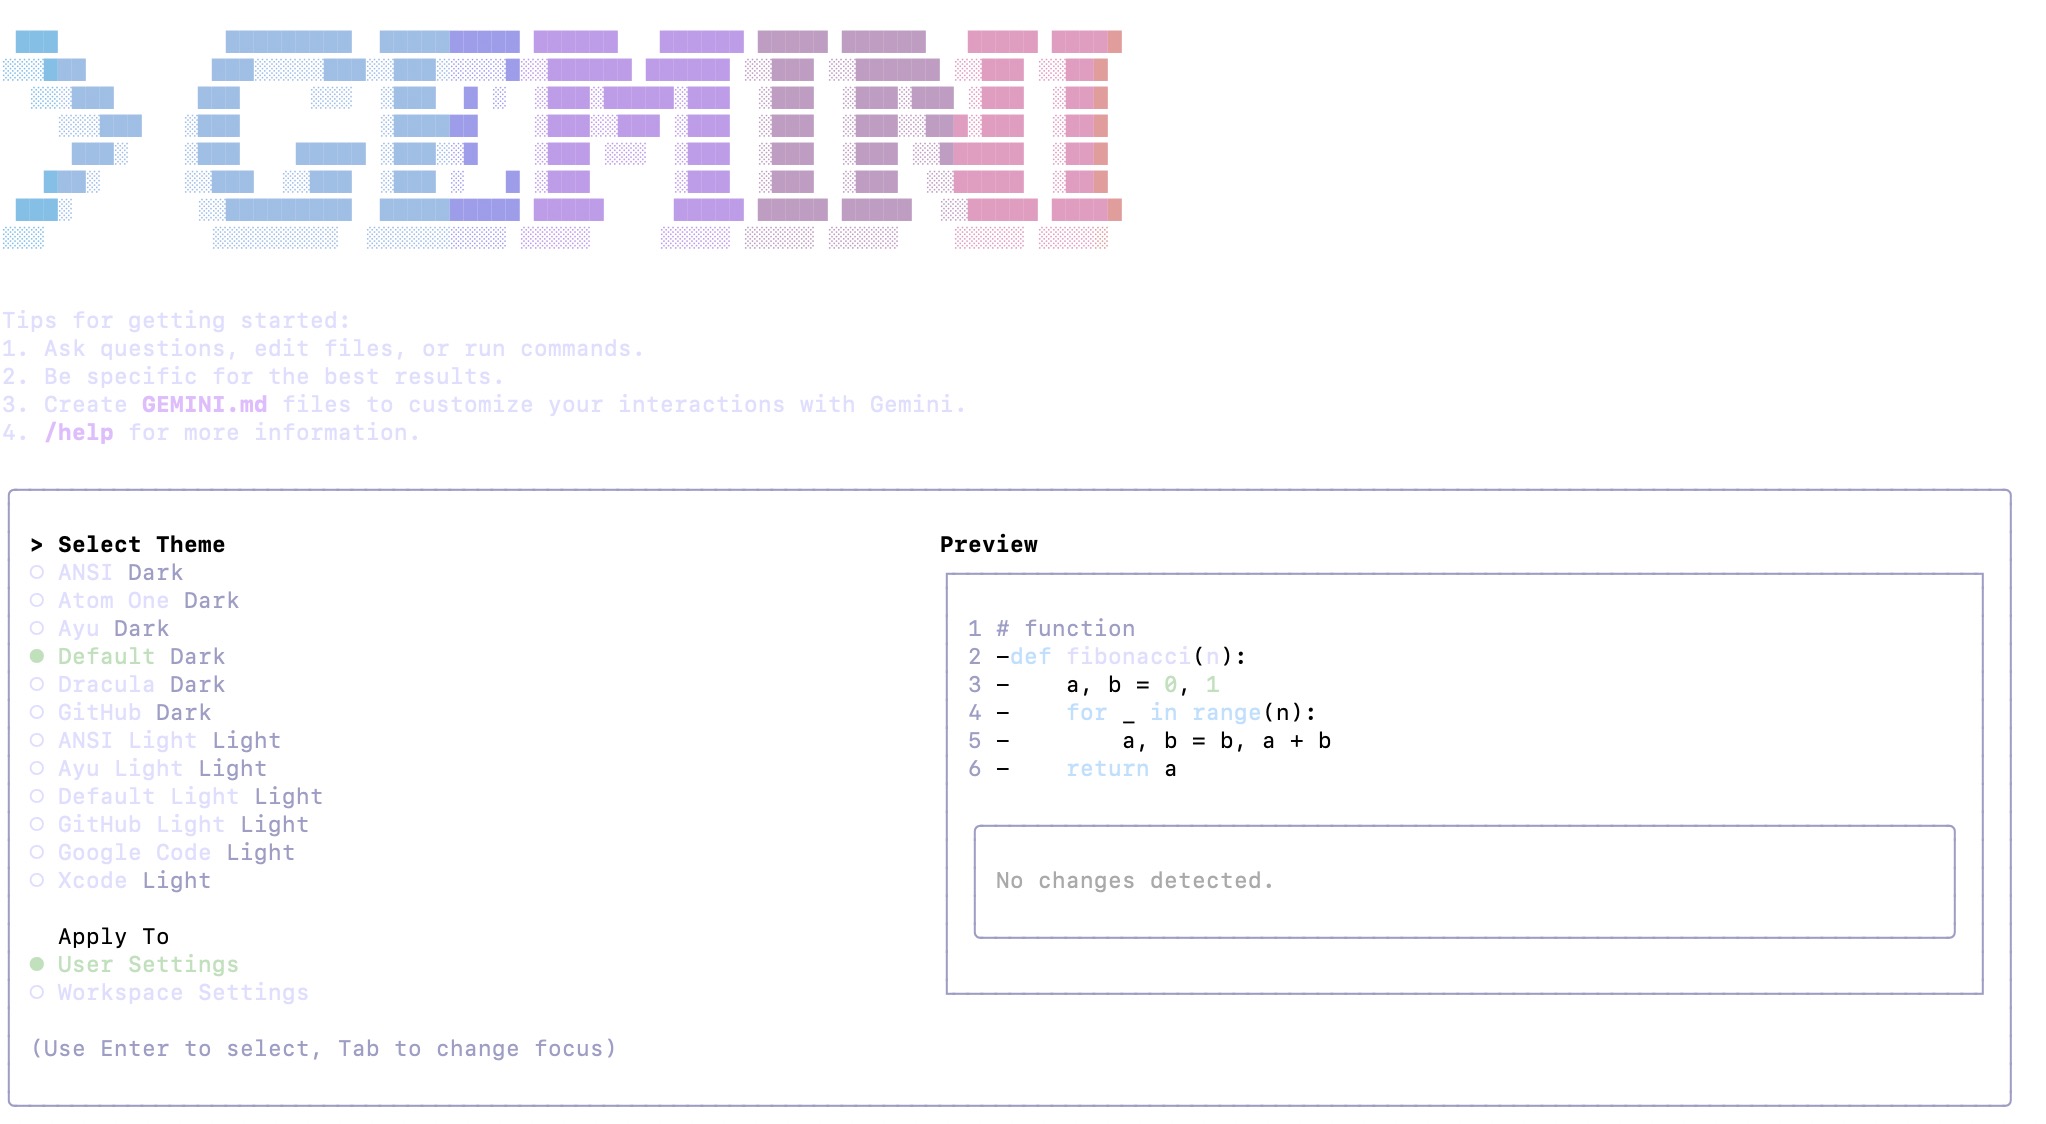 > GEMINI
Tips for getting started:
1. Ask questions, edit files, or run commands.
2. Be specific for the best results.
3. Create GEMINI.md files to customize your interactions with Gemini.
4. /help for more information.
> Select Theme
○ ANSI Dark
○ Atom One Dark
○ Ayu Dark
● Default Dark
○ Dracula Dark
○ GitHub Dark
○ ANSI Light Light
○ Ayu Light Light
○ Default Light Light
○ GitHub Light Light
○ Google Code Light
○ Xcode Light
Apply To
● User Settings
○ Workspace Settings
(Use Enter to select, Tab to change focus)
Preview
1 # function
2 -def fibonacci(n):
3 -    a, b = 0, 1
4 -    for _ in range(n):
5 -        a, b = b, a + b
6 -    return a
No changes detected.